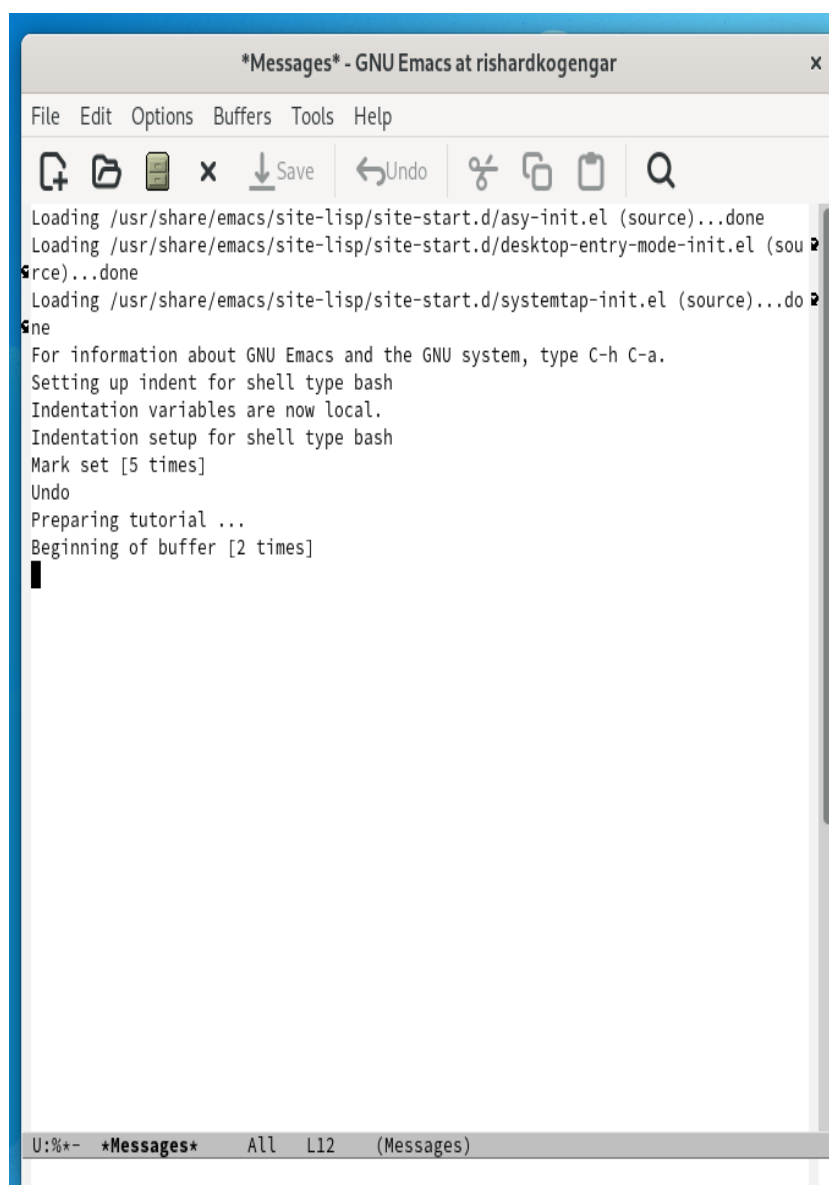 *Messages* - GNU Emacs at rishardkogengar
File Edit Options Buffers Tools Help
Save Undo
Loading /usr/share/emacs/site-lisp/site-start.d/asy-init.el (source)...done
Loading /usr/share/emacs/site-lisp/site-start.d/desktop-entry-mode-init.el (sou
rce)...done
Loading /usr/share/emacs/site-lisp/site-start.d/systemtap-init.el (source)...do
ne
For information about GNU Emacs and the GNU system, type C-h C-a.
Setting up indent for shell type bash
Indentation variables are now local.
Indentation setup for shell type bash
Mark set [5 times]
Undo
Preparing tutorial ...
Beginning of buffer [2 times]
U:%*- *Messages* All L12 (Messages)